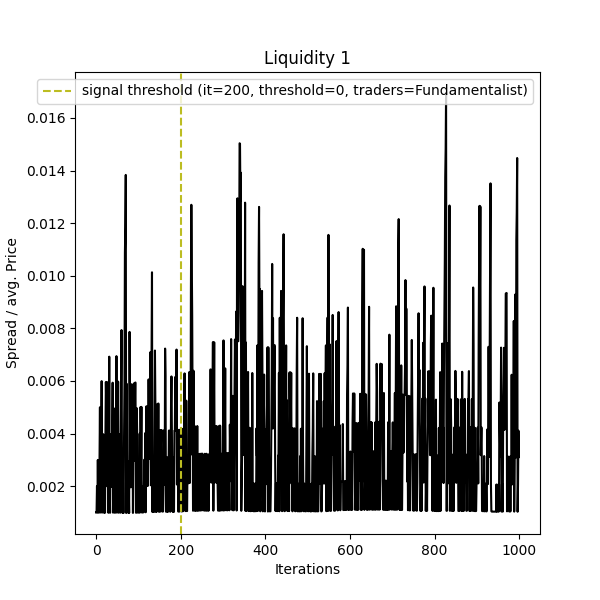 Liquidity 1
signal threshold (it=200, threshold=0, traders=Fundamentalist)
0.016
0.014
0.012
0.010
0.008
0.006
0.004
0.002
Spread / avg. Price
0 200 400 600 800 1000
Iterations